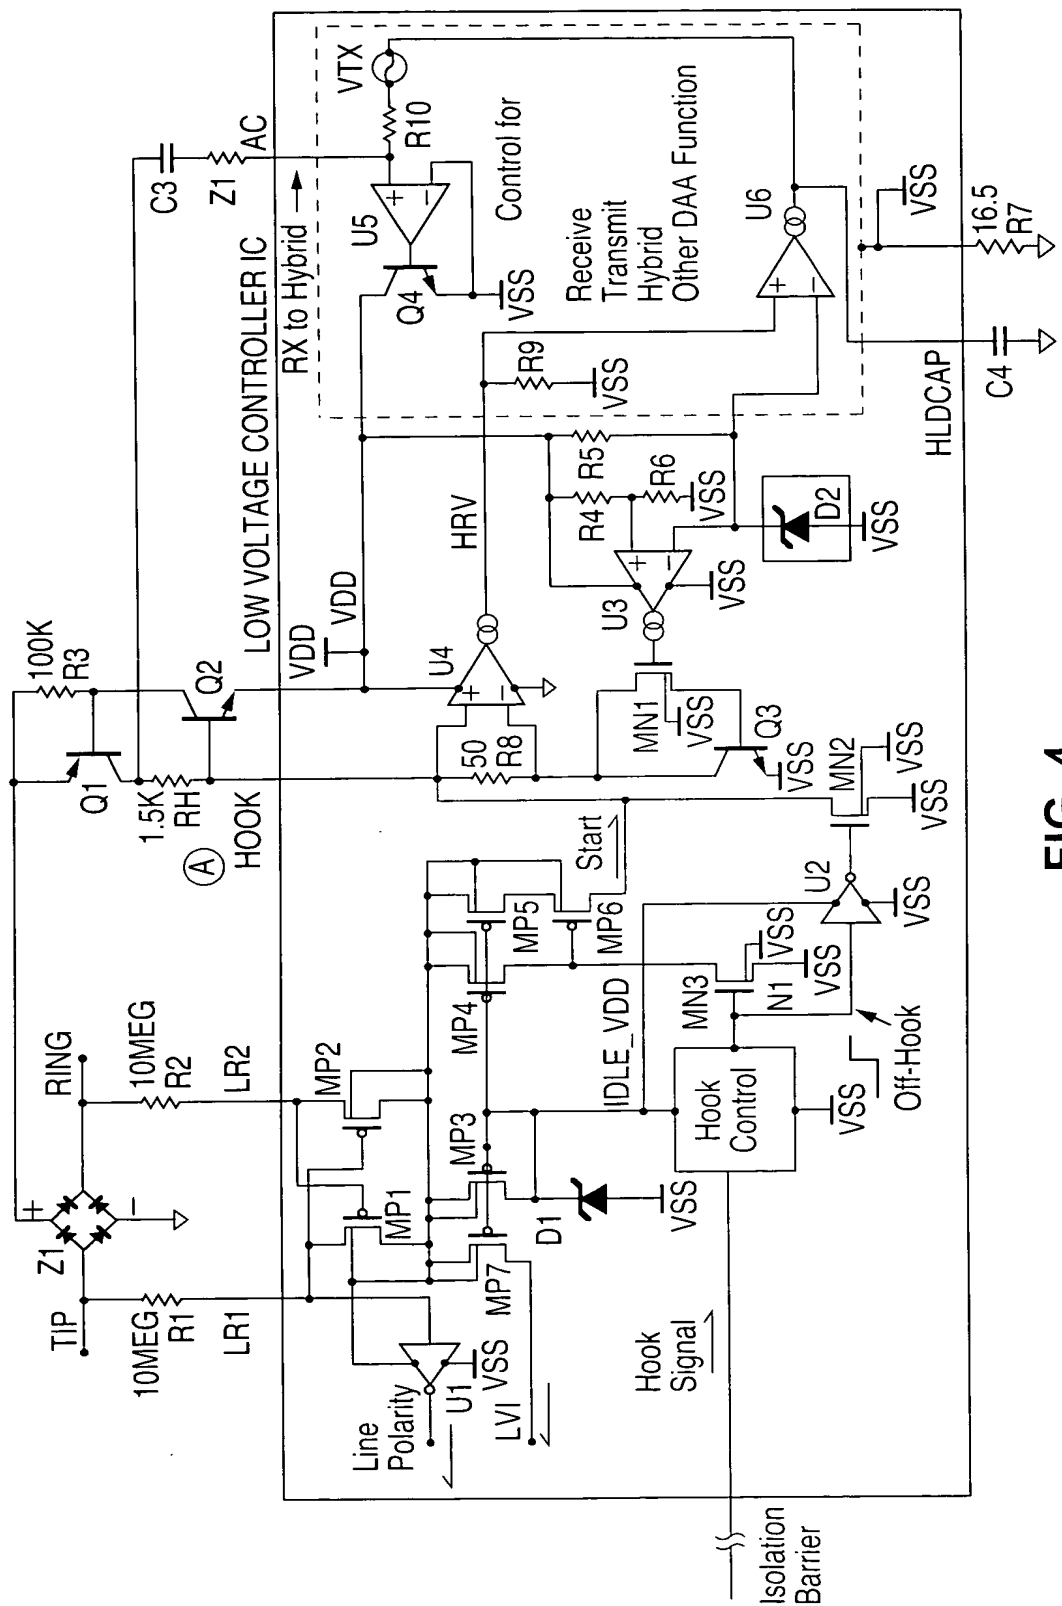 TIP
RING
Z1
+
−
10MEG
R1
10MEG
R2
LR1
LR2
Q1
100K
R3
1.5K
RH
Q2
A
HOOK
C3
Z1
AC
LOW VOLTAGE CONTROLLER IC
RX to Hybrid
VTX
R10
U5
+
−
Q4
VSS
Control for
Receive
Transmit
Hybrid
Other DAA Function
U6
+
−
VDD
VDD
HRV
R9
VSS
U4
+
−
50
R8
R5
R4
R6
VSS
U3
+
−
VSS
D2
VSS
MN1
VSS
Q3
VSS
MN2
VSS
VSS
MP2
MP1
MP3
MP4
MP5
MP6
MP7
Start
Line
Polarity
U1
VSS
LVI
D1
VSS
IDLE_VDD
Hook
Control
VSS
MN3
N1
VSS
VSS
U2
VSS
Off-Hook
Hook
Signal
Isolation
Barrier
HLDCAP
C4
VSS
16.5
R7
FIG. 4